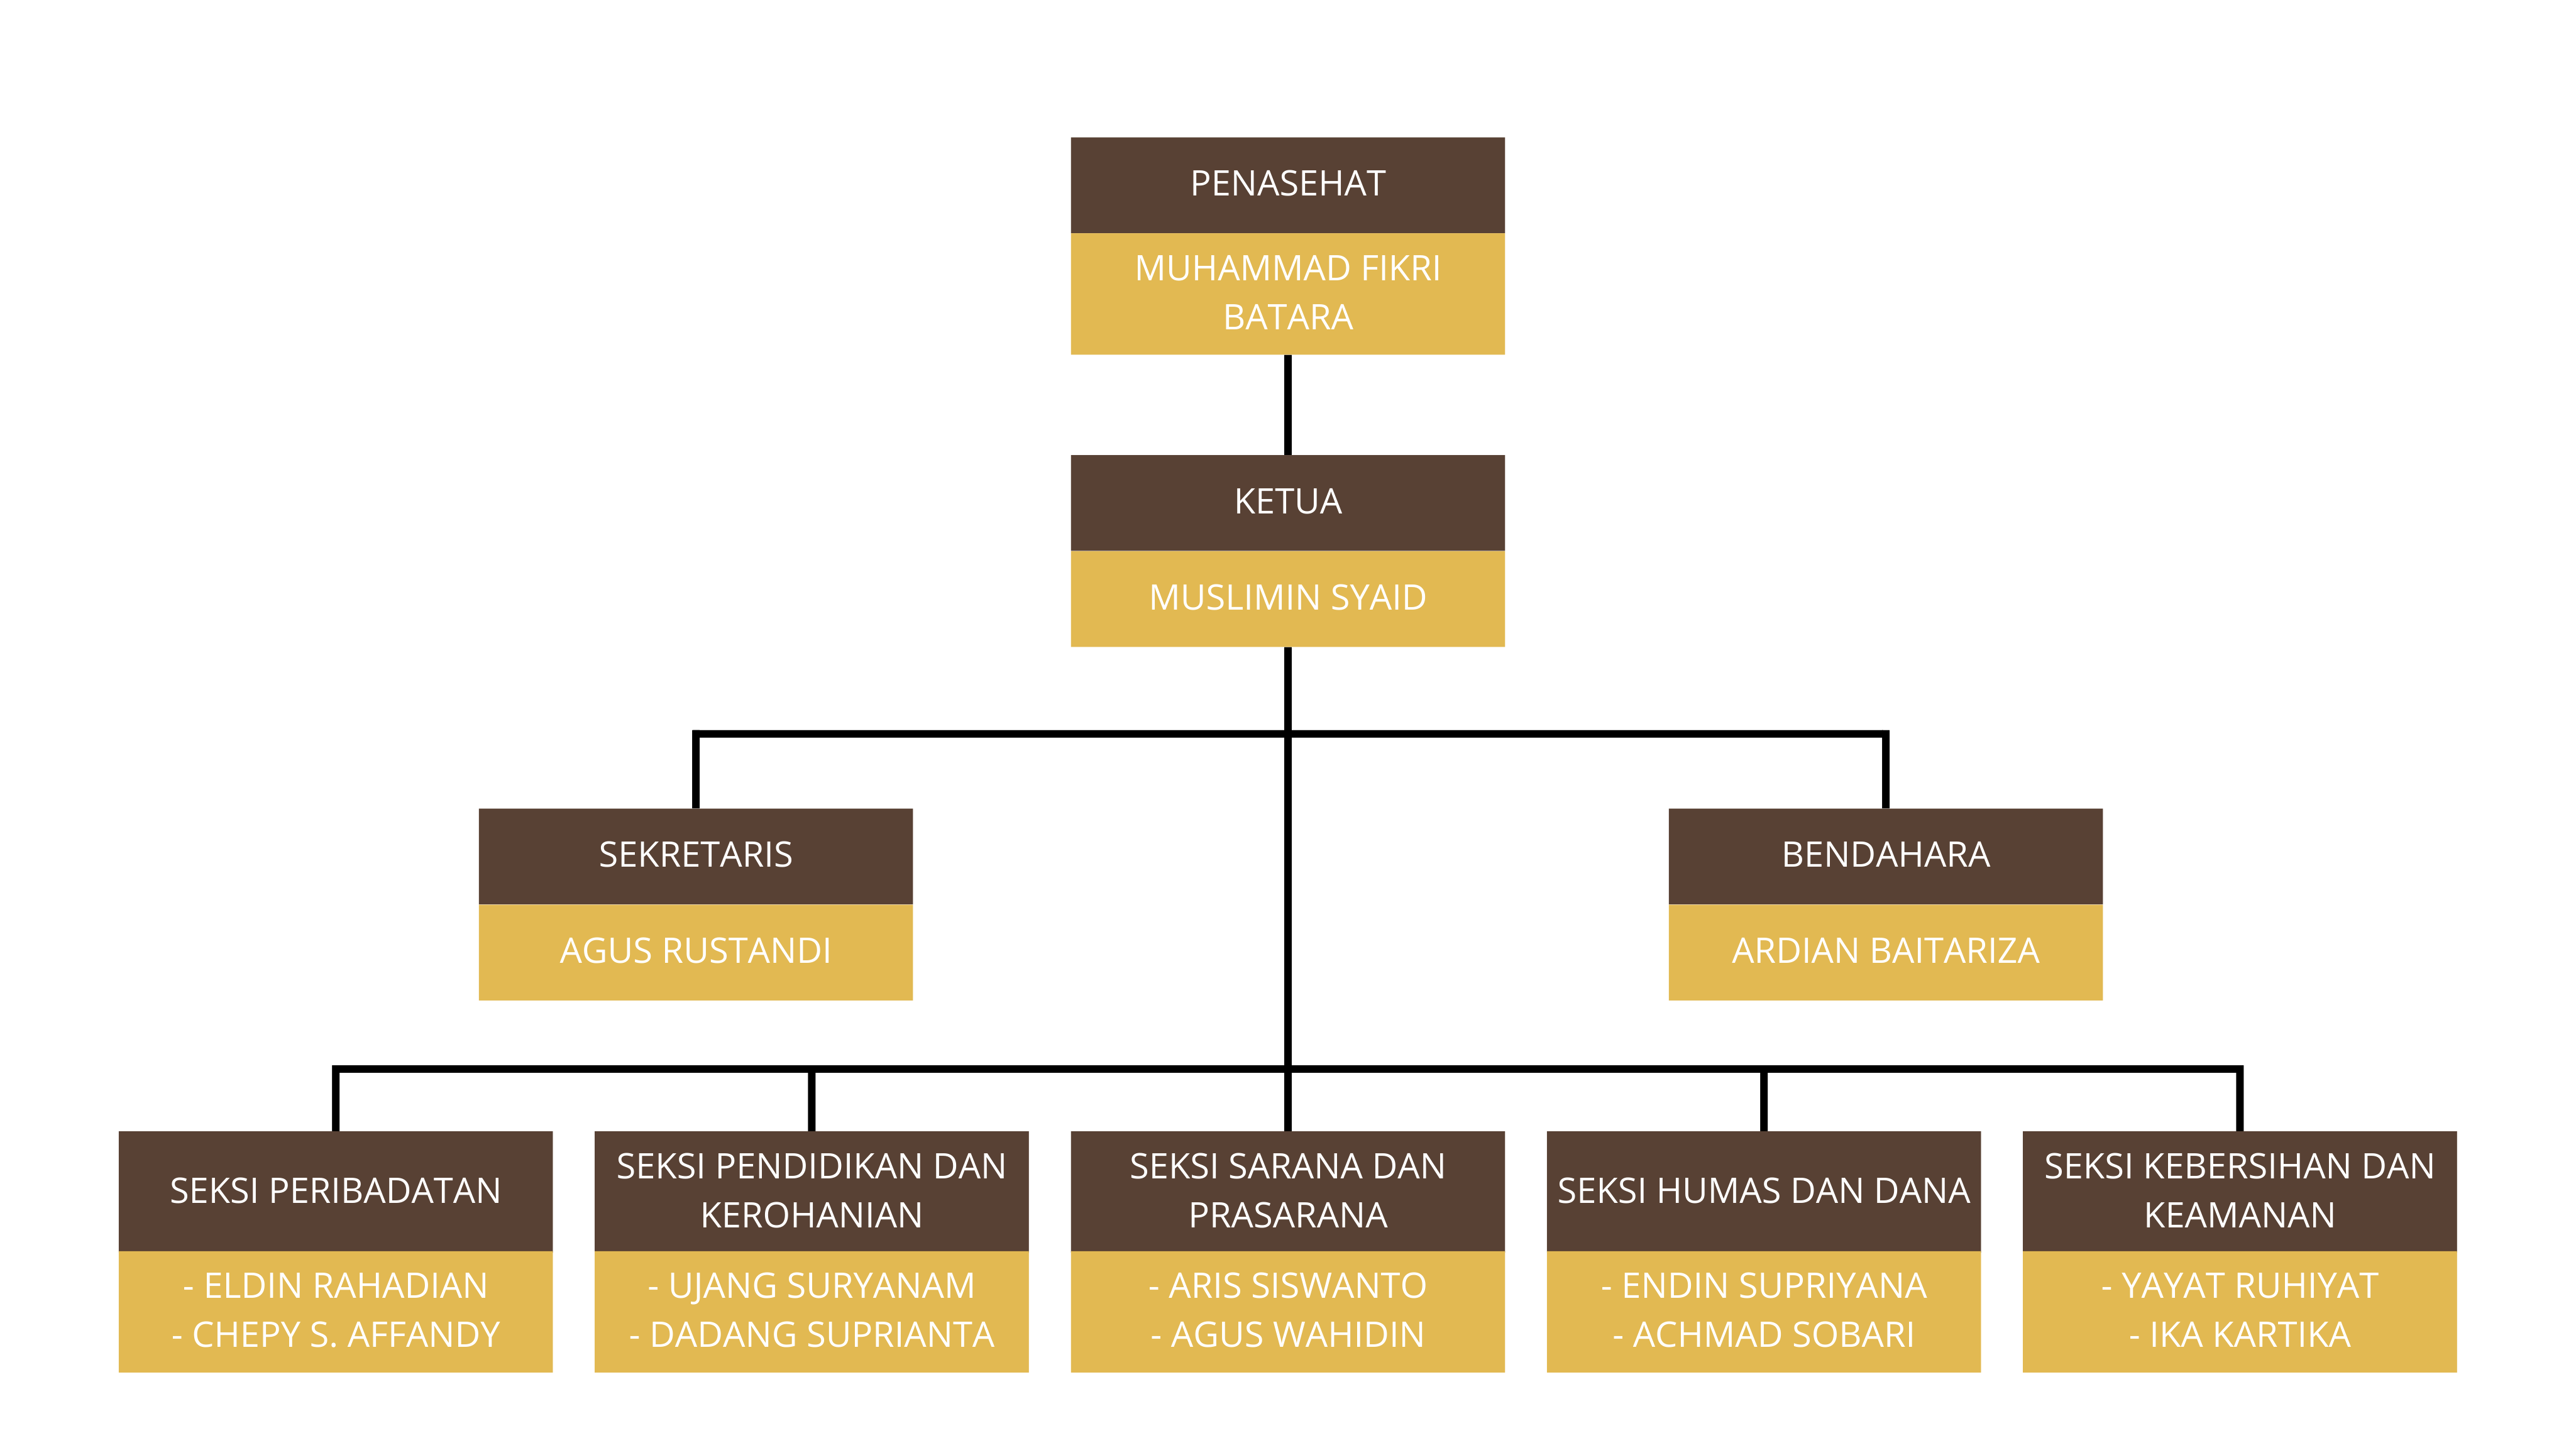 PENASEHAT
MUHAMMAD FIKRI
BATARA
KETUA
MUSLIMIN SYAID
SEKRETARIS
AGUS RUSTANDI
BENDAHARA
ARDIAN BAITARIZA
SEKSI PERIBADATAN
- ELDIN RAHADIAN
- CHEPY S. AFFANDY
SEKSI PENDIDIKAN DAN
KEROHANIAN
- UJANG SURYANAM
- DADANG SUPRIANTA
SEKSI SARANA DAN
PRASARANA
- ARIS SISWANTO
- AGUS WAHIDIN
SEKSI HUMAS DAN DANA
- ENDIN SUPRIYANA
- ACHMAD SOBARI
SEKSI KEBERSIHAN DAN
KEAMANAN
- YAYAT RUHIYAT
- IKA KARTIKA